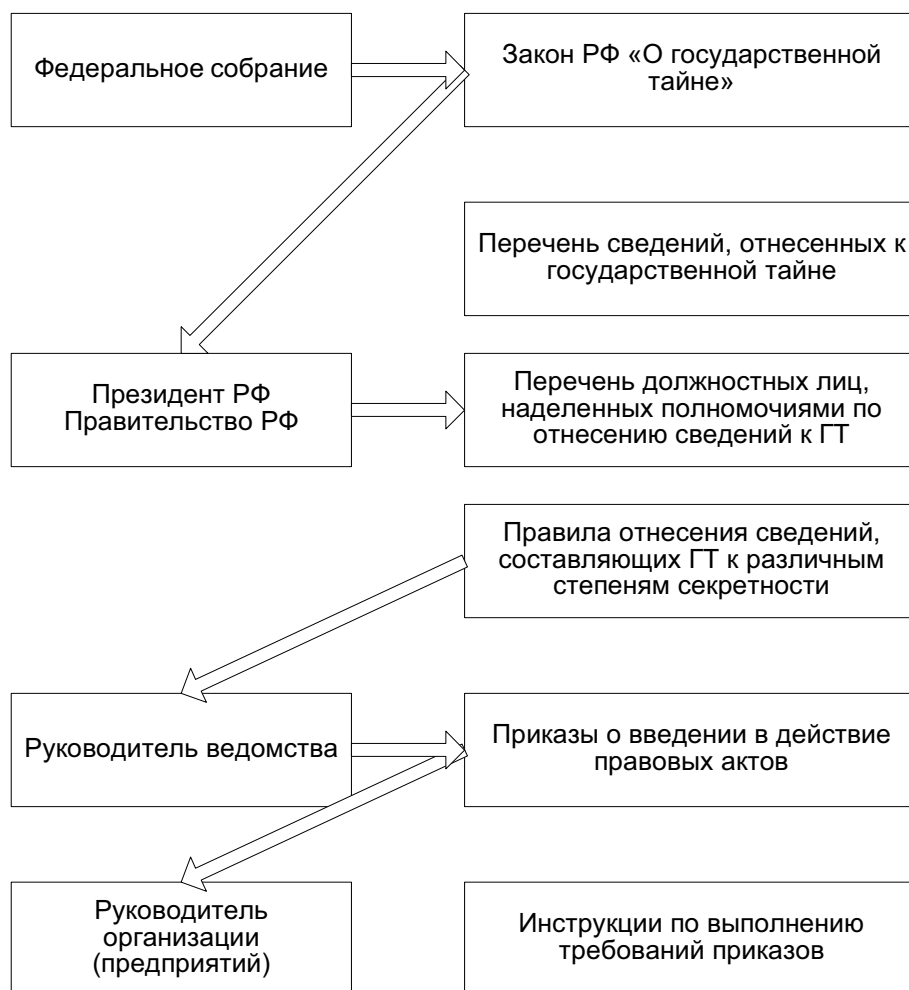 Федеральное собрание
Закон РФ «О государственной
тайне»
Перечень сведений, отнесенных к
государственной тайне
Президент РФ
Правительство РФ
Перечень должностных лиц,
наделенных полномочиями по
отнесению сведений к ГТ
Правила отнесения сведений,
составляющих ГТ к различным
степеням секретности
Руководитель ведомства
Приказы о введении в действие
правовых актов
Руководитель
организации
(предприятий)
Инструкции по выполнению
требований приказов